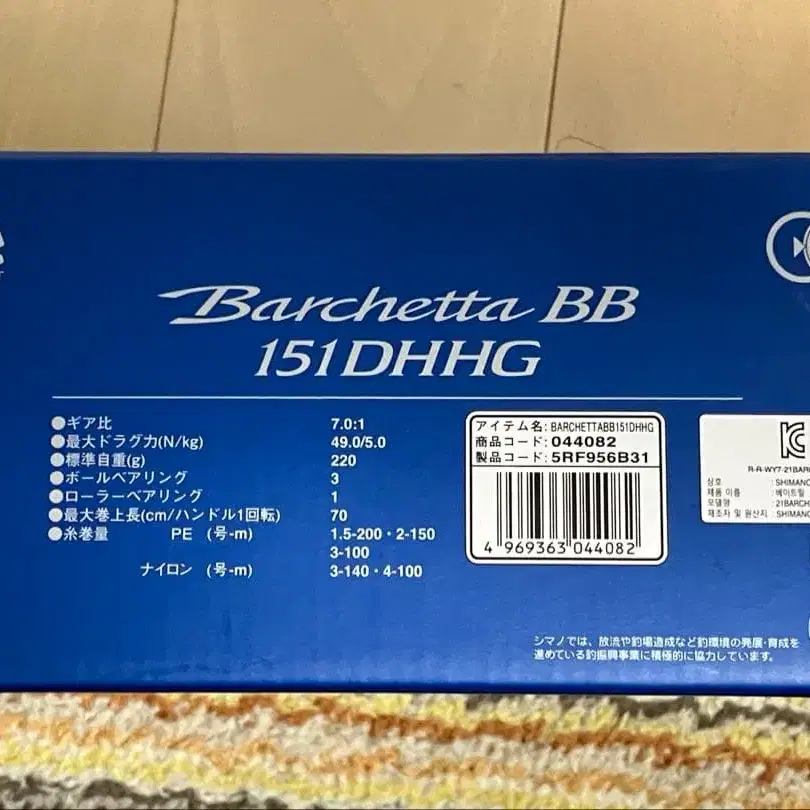 Barchetta BB
151DHHG
●ギア比 7.0:1
●最大ドラグ力(N/kg) 49.0/5.0
●標準自重(g) 220
●ボールベアリング 3
●ローラーベアリング 1
●最大巻上長(cm/ハンドル1回転) 70
●糸巻量 PE (号-m) 1.5-200・2-150
3-100
ナイロン (号-m) 3-140・4-100
アイテム名: BARCHETTABB151DHHG
商品コード: 044082
製品コード: 5RF956B31
4 969363 044082
R-R-WY7-21BAR
상호 : SHIMANO
제품 이름 : 베이트릴
모델명 : 21BARCH
제조자 및 원산지 : SHIMANO
シマノでは、放流や釣場造成など釣環境の発展・育成を
進めている釣振興事業に積極的に協力しています。